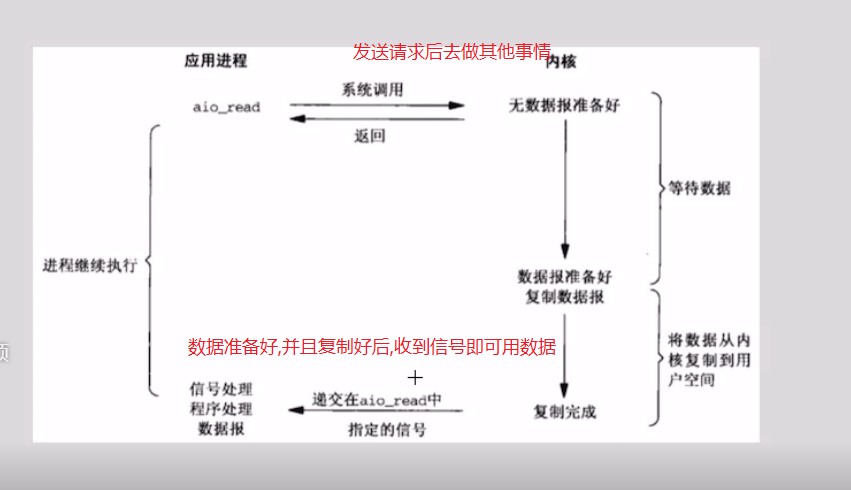 发送请求后去做其他事情
应用进程
内核
系统调用
aio_read
无数据报准备好
返回
等待数据
进程继续执行
数据报准备好
复制数据报
数据准备好,并且复制好后,收到信号即可用数据
将数据从内
核复制到用
户空间
信号处理
程序处理
数据报
递交在aio_read中
指定的信号
复制完成